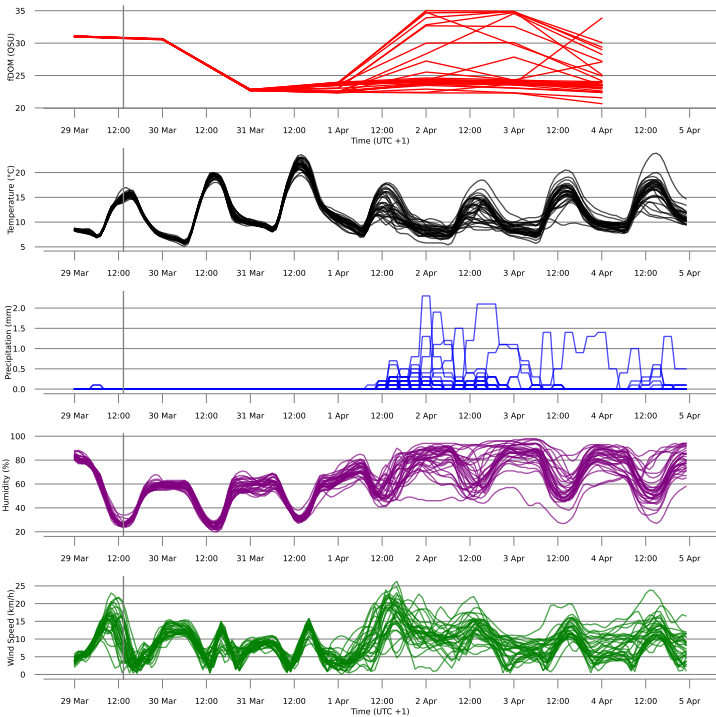 35
30
25
20
fDOM (QSU)
29 Mar 12:00 30 Mar 12:00 31 Mar 12:00 1 Apr 12:00 2 Apr 12:00 3 Apr 12:00 4 Apr 12:00 5 Apr
Time (UTC +1)
20
15
10
5
Temperature (°C)
29 Mar 12:00 30 Mar 12:00 31 Mar 12:00 1 Apr 12:00 2 Apr 12:00 3 Apr 12:00 4 Apr 12:00 5 Apr
2.0
1.5
1.0
0.5
0.0
Precipitation (mm)
29 Mar 12:00 30 Mar 12:00 31 Mar 12:00 1 Apr 12:00 2 Apr 12:00 3 Apr 12:00 4 Apr 12:00 5 Apr
100
80
60
40
20
Humidity (%)
29 Mar 12:00 30 Mar 12:00 31 Mar 12:00 1 Apr 12:00 2 Apr 12:00 3 Apr 12:00 4 Apr 12:00 5 Apr
25
20
15
10
5
0
Wind Speed (km/h)
29 Mar 12:00 30 Mar 12:00 31 Mar 12:00 1 Apr 12:00 2 Apr 12:00 3 Apr 12:00 4 Apr 12:00 5 Apr
Time (UTC +1)